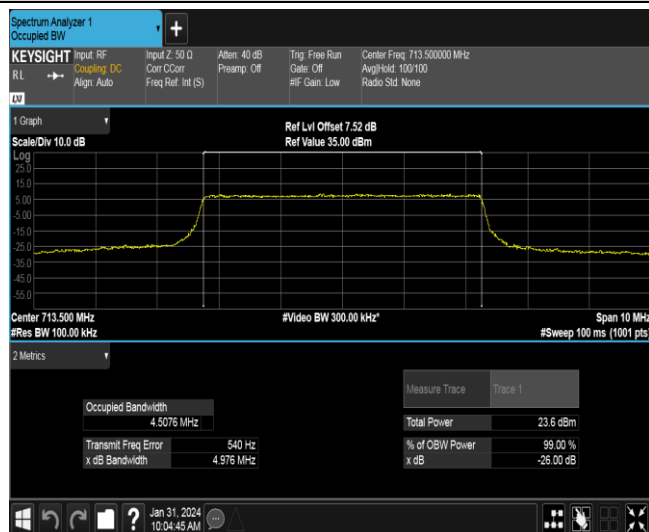 Spectrum Analyzer 1
Occupied BW
+
KEYSIGHT
RL
LXI
Input: RF
Coupling: DC
Align: Auto
Input Z: 50 Ω
Corr CCorr
Freq Ref: Int (S)
Atten: 40 dB
Preamp: Off
Trig: Free Run
Gate: Off
#IF Gain: Low
Center Freq: 713.500000 MHz
Avg|Hold: 100/100
Radio Std: None
1 Graph
Scale/Div 10.0 dB
Ref Lvl Offset 7.52 dB
Ref Value 35.00 dBm
Log
25.0
15.0
5.00
-5.00
-15.0
-25.0
-35.0
-45.0
-55.0
Center 713.500 MHz
#Video BW 300.00 kHz*
Span 10 MHz
#Res BW 100.00 kHz
#Sweep 100 ms (1001 pts)
2 Metrics
Measure Trace Trace 1
Occupied Bandwidth
4.5076 MHz
Total Power 23.6 dBm
Transmit Freq Error 540 Hz
% of OBW Power 99.00 %
x dB Bandwidth 4.976 MHz
x dB -26.00 dB
?
Jan 31, 2024
10:04:45 AM